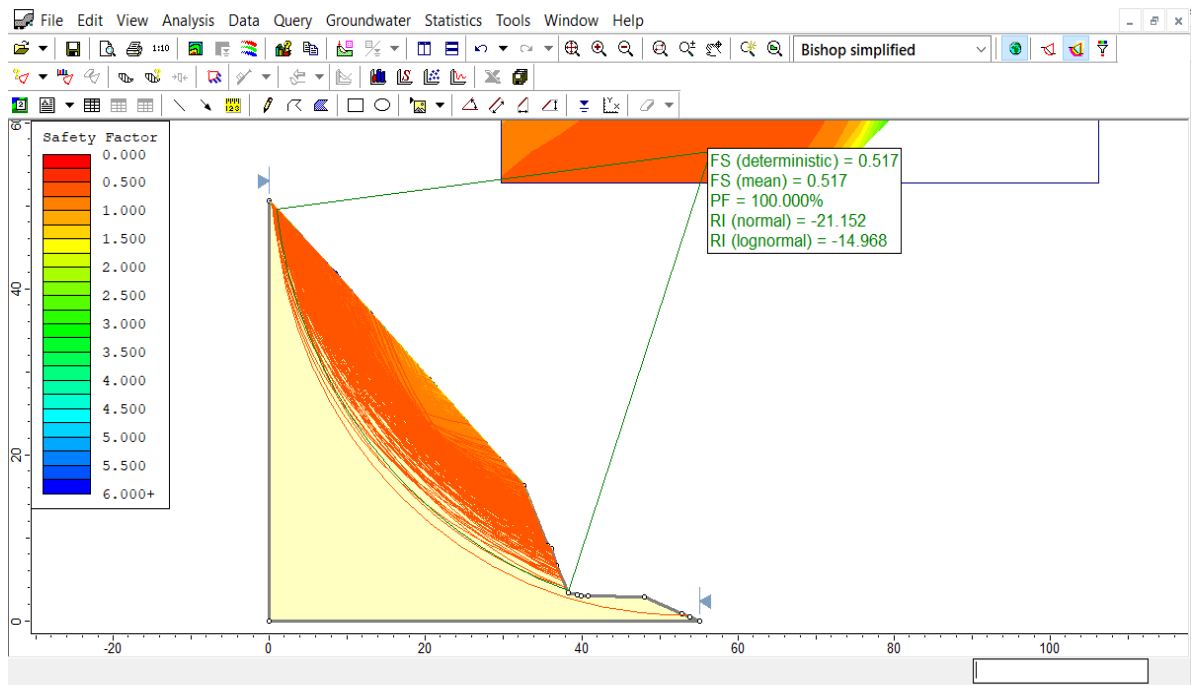 File Edit View Analysis Data Query Groundwater Statistics Tools Window Help
1:10
Bishop simplified
Safety Factor
0.000
0.500
1.000
1.500
2.000
2.500
3.000
3.500
4.000
4.500
5.000
5.500
6.000+
FS (deterministic) = 0.517
FS (mean) = 0.517
PF = 100.000%
RI (normal) = -21.152
RI (lognormal) = -14.968
60
40
20
0
-20 0 20 40 60 80 100